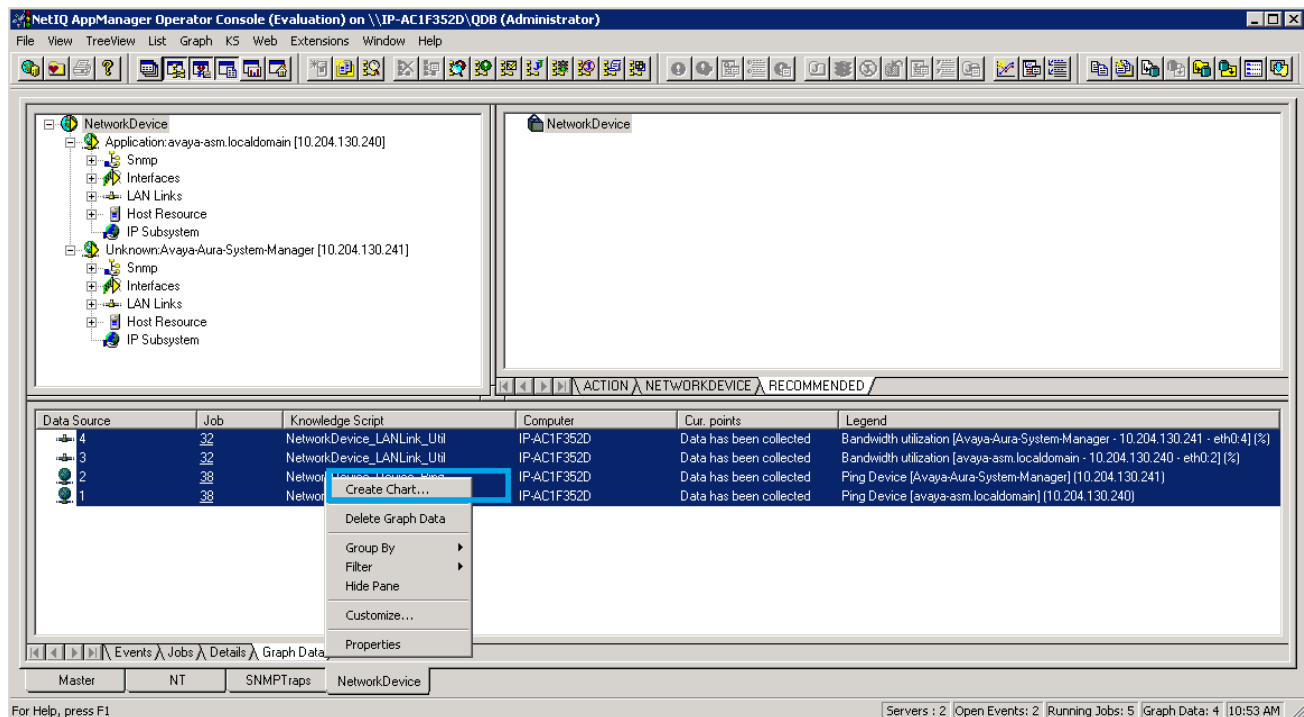 NetIQ AppManager Operator Console (Evaluation) on \\IP-AC1F352D\QDB (Administrator)
File View TreeView List Graph KS Web Extensions Window Help
NetworkDevice
Application:avaya-asm.localdomain [10.204.130.240]
Snmp
Interfaces
LAN Links
Host Resource
IP Subsystem
Unknown:Avaya-Aura-System-Manager [10.204.130.241]
Snmp
Interfaces
LAN Links
Host Resource
IP Subsystem
NetworkDevice
ACTION NETWORKDEVICE RECOMMENDED
Data Source Job Knowledge Script Computer Cur. points Legend
4 32 NetworkDevice_LANLink_Util IP-AC1F352D Data has been collected Bandwidth utilization [Avaya-Aura-System-Manager - 10.204.130.241 - eth0:4] (%)
3 32 NetworkDevice_LANLink_Util IP-AC1F352D Data has been collected Bandwidth utilization [avaya-asm.localdomain - 10.204.130.240 - eth0:2] (%)
2 38 IP-AC1F352D Data has been collected Ping Device [Avaya-Aura-System-Manager] (10.204.130.241)
1 38 Networ IP-AC1F352D Data has been collected Ping Device [avaya-asm.localdomain] (10.204.130.240)
Create Chart...
Delete Graph Data
Group By
Filter
Hide Pane
Customize...
Properties
Events Jobs Details Graph Data
Master NT SNMPTraps NetworkDevice
For Help, press F1 Servers : 2 Open Events: 2 Running Jobs: 5 Graph Data: 4 10:53 AM